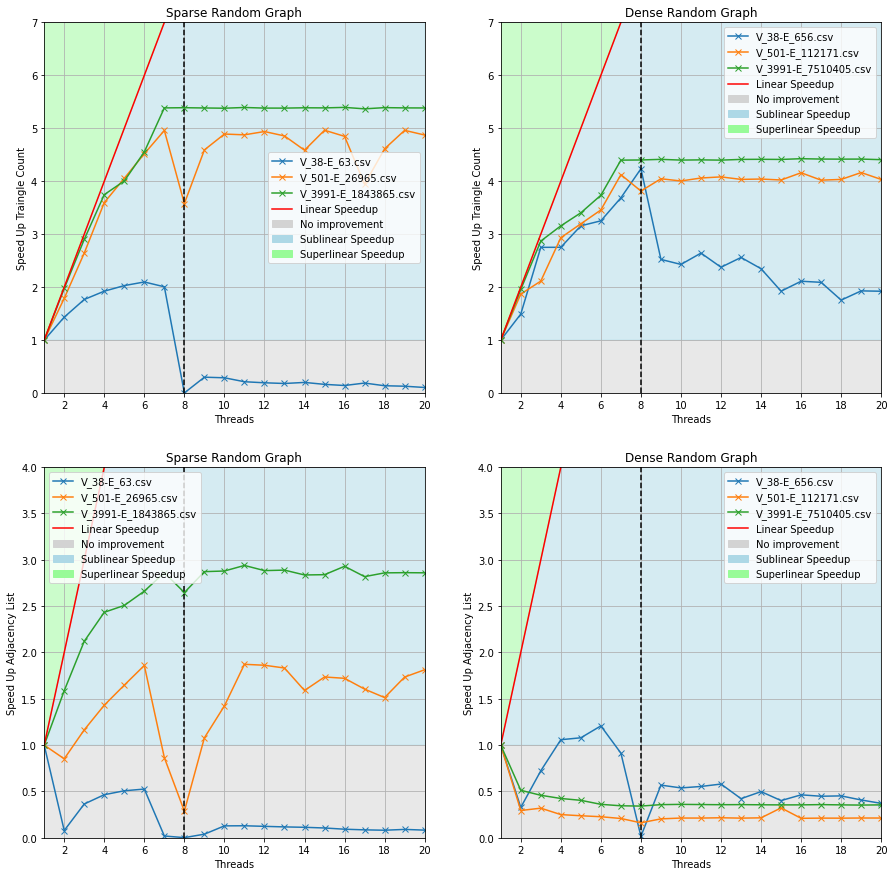 Sparse Random Graph
7
6
5
4
3
2
1
0
Speed Up Traingle Count
V_38-E_63.csv
V_501-E_26965.csv
V_3991-E_1843865.csv
Linear Speedup
No improvement
Sublinear Speedup
Superlinear Speedup
2 4 6 8 10 12 14 16 18 20
Threads
Dense Random Graph
7
6
5
4
3
2
1
0
Speed Up Traingle Count
V_38-E_656.csv
V_501-E_112171.csv
V_3991-E_7510405.csv
Linear Speedup
No improvement
Sublinear Speedup
Superlinear Speedup
2 4 6 8 10 12 14 16 18 20
Threads
Sparse Random Graph
4.0
3.5
3.0
2.5
2.0
1.5
1.0
0.5
0.0
Speed Up Adjacency List
V_38-E_63.csv
V_501-E_26965.csv
V_3991-E_1843865.csv
Linear Speedup
No improvement
Sublinear Speedup
Superlinear Speedup
2 4 6 8 10 12 14 16 18 20
Threads
Dense Random Graph
4.0
3.5
3.0
2.5
2.0
1.5
1.0
0.5
0.0
Speed Up Adjacency List
V_38-E_656.csv
V_501-E_112171.csv
V_3991-E_7510405.csv
Linear Speedup
No improvement
Sublinear Speedup
Superlinear Speedup
2 4 6 8 10 12 14 16 18 20
Threads